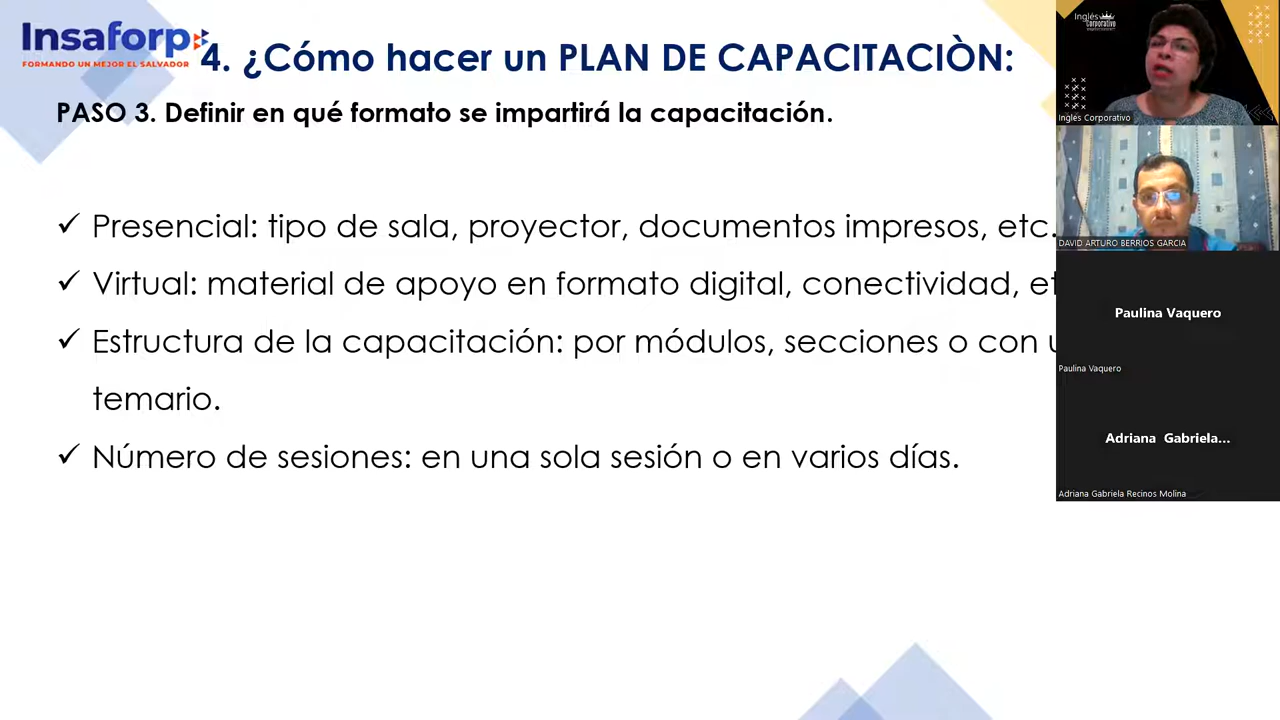 Insaforp
FORMANDO UN MEJOR EL SALVADOR
4. ¿Cómo hacer un PLAN DE CAPACITACIÒN:
PASO 3. Definir en qué formato se impartirá la capacitación.
✓ Presencial: tipo de sala, proyector, documentos impresos, etc.
✓ Virtual: material de apoyo en formato digital, conectividad, et
✓ Estructura de la capacitación: por módulos, secciones o con u
temario.
✓ Número de sesiones: en una sola sesión o en varios días.
Inglés
Corporativo
Inglés Corporativo
DAVID ARTURO BERRIOS GARCIA
Paulina Vaquero
Paulina Vaquero
Adriana Gabriela...
Adriana Gabriela Recinos Molina